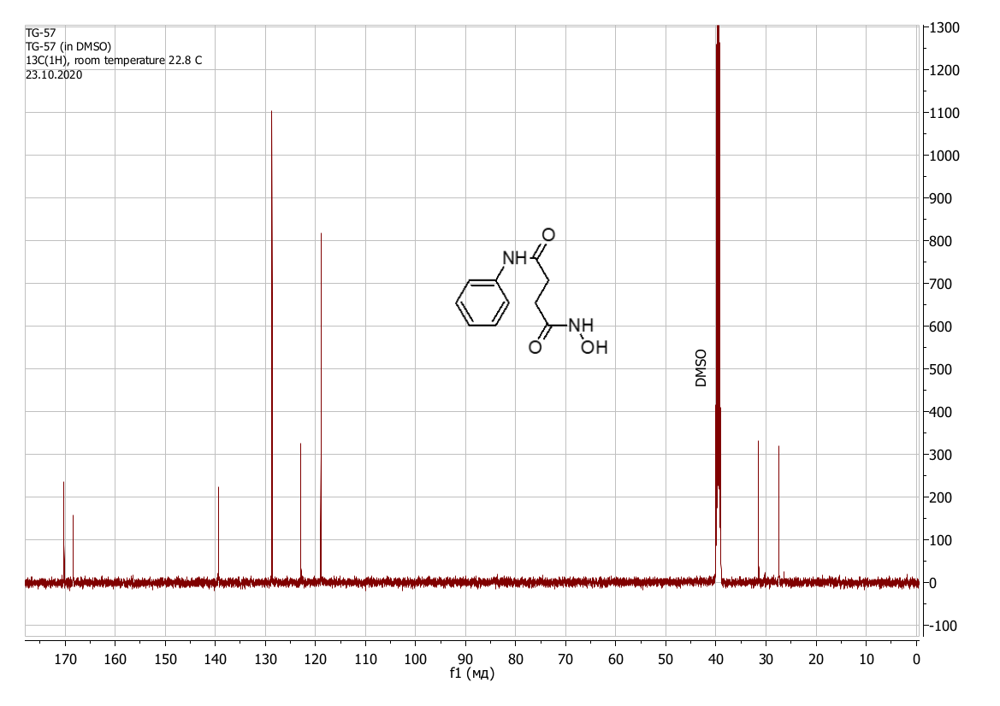 TG-57
TG-57 (in DMSO)
13C(1H), room temperature 22.8 C
23.10.2020
1300
1200
1100
1000
900
800
700
600
500
400
300
200
100
0
-100
O
NH
NH
O
OH
DMSO
170 160 150 140 130 120 110 100 90 80 70 60 50 40 30 20 10 0
f1 (мд)